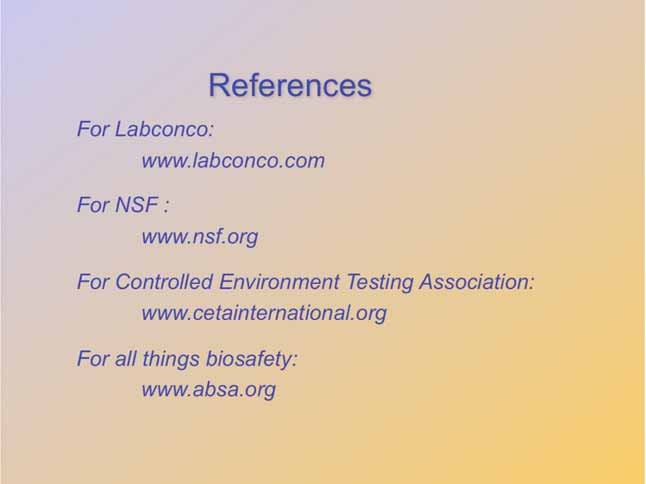 References
For Labconco:
www.labconco.com
For NSF :
www.nsf.org
For Controlled Environment Testing Association:
www.cetainternational.org
For all things biosafety:
www.absa.org